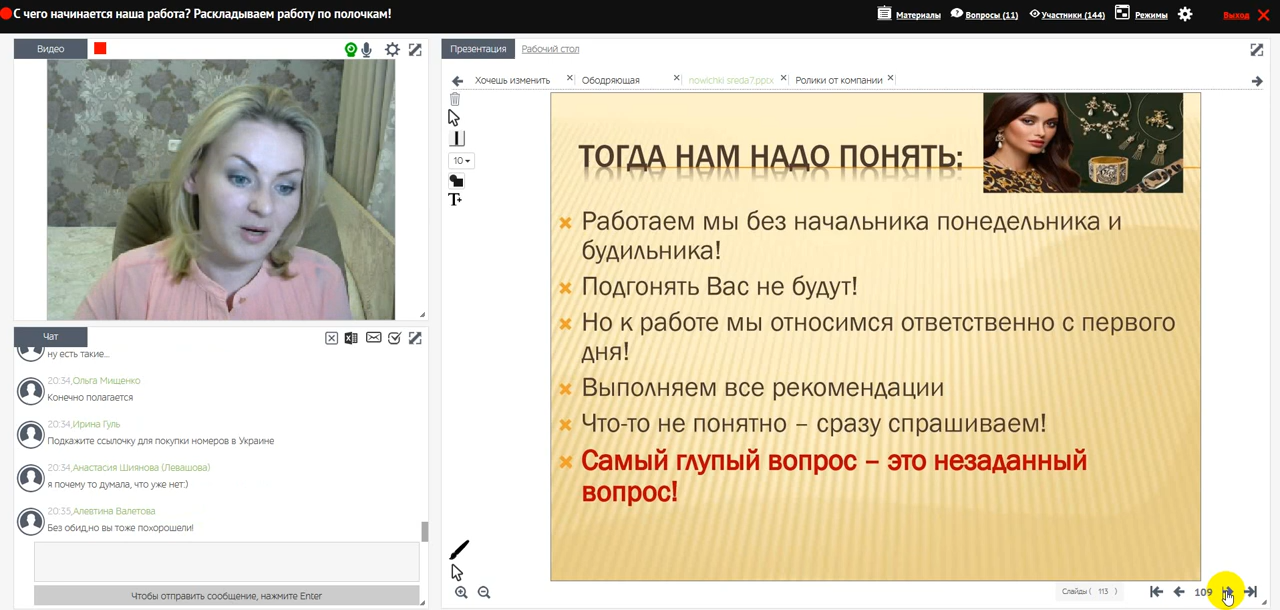 С чего начинается наша работа? Раскладываем работу по полочкам!
Материалы
Вопросы (11)
Участники (144)
Режимы
Выход
Видео
Презентация
Рабочий стол
Хочешь изменить
Ободряющая
nowichki sreda7.pptx
Ролики от компании
10
ТОГДА НАМ НАДО ПОНЯТЬ:
Работаем мы без начальника понедельника и
будильника!
Подгонять Вас не будут!
Но к работе мы относимся ответственно с первого
дня!
Выполняем все рекомендации
Что-то не понятно – сразу спрашиваем!
Самый глупый вопрос – это незаданный
вопрос!
Чат
ну есть такие...
20:34,Ольга Мищенко
Конечно полагается
20:34,Ирина Гуль
Подкажите ссылочку для покупки номеров в Украине
20:34,Анастасия Шиянова (Левашова)
я почему то думала, что уже нет:)
20:35,Алевтина Валетова
Без обид,но вы тоже похорошели!
Чтобы отправить сообщение, нажмите Enter
Слайды ( 113 )
109